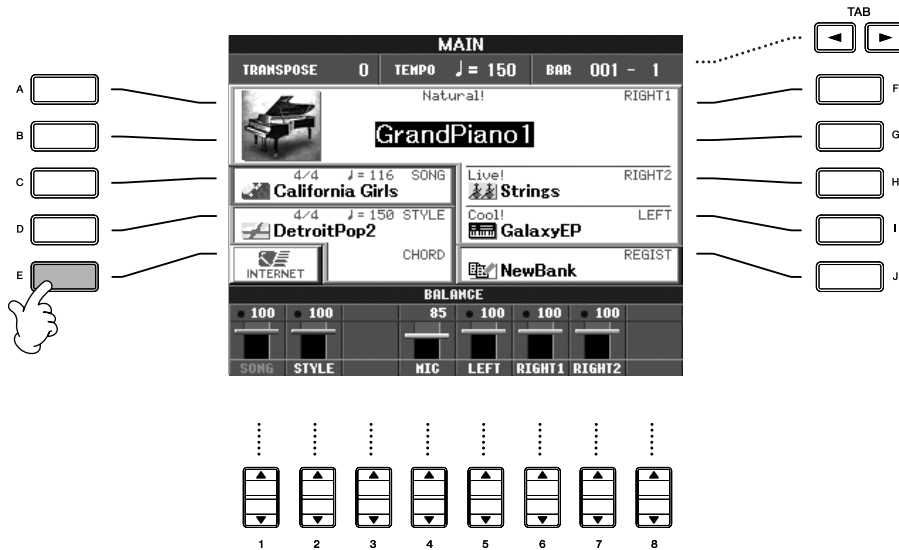 TAB
MAIN
TRANSPOSE 0 TEMPO ♩= 150 BAR 001 - 1
A
F
Natural! RIGHT1
B
GrandPiano1
G
C
4/4 ♩= 116 SONG
California Girls
Live! RIGHT2
Strings
H
D
4/4 ♩= 150 STYLE
DetroitPop2
Cool! LEFT
GalaxyEP
I
E
INTERNET
CHORD
REGIST
NewBank
J
BALANCE
100 100 85 100 100 100
SONG STYLE MIC LEFT RIGHT1 RIGHT2
1 2 3 4 5 6 7 8